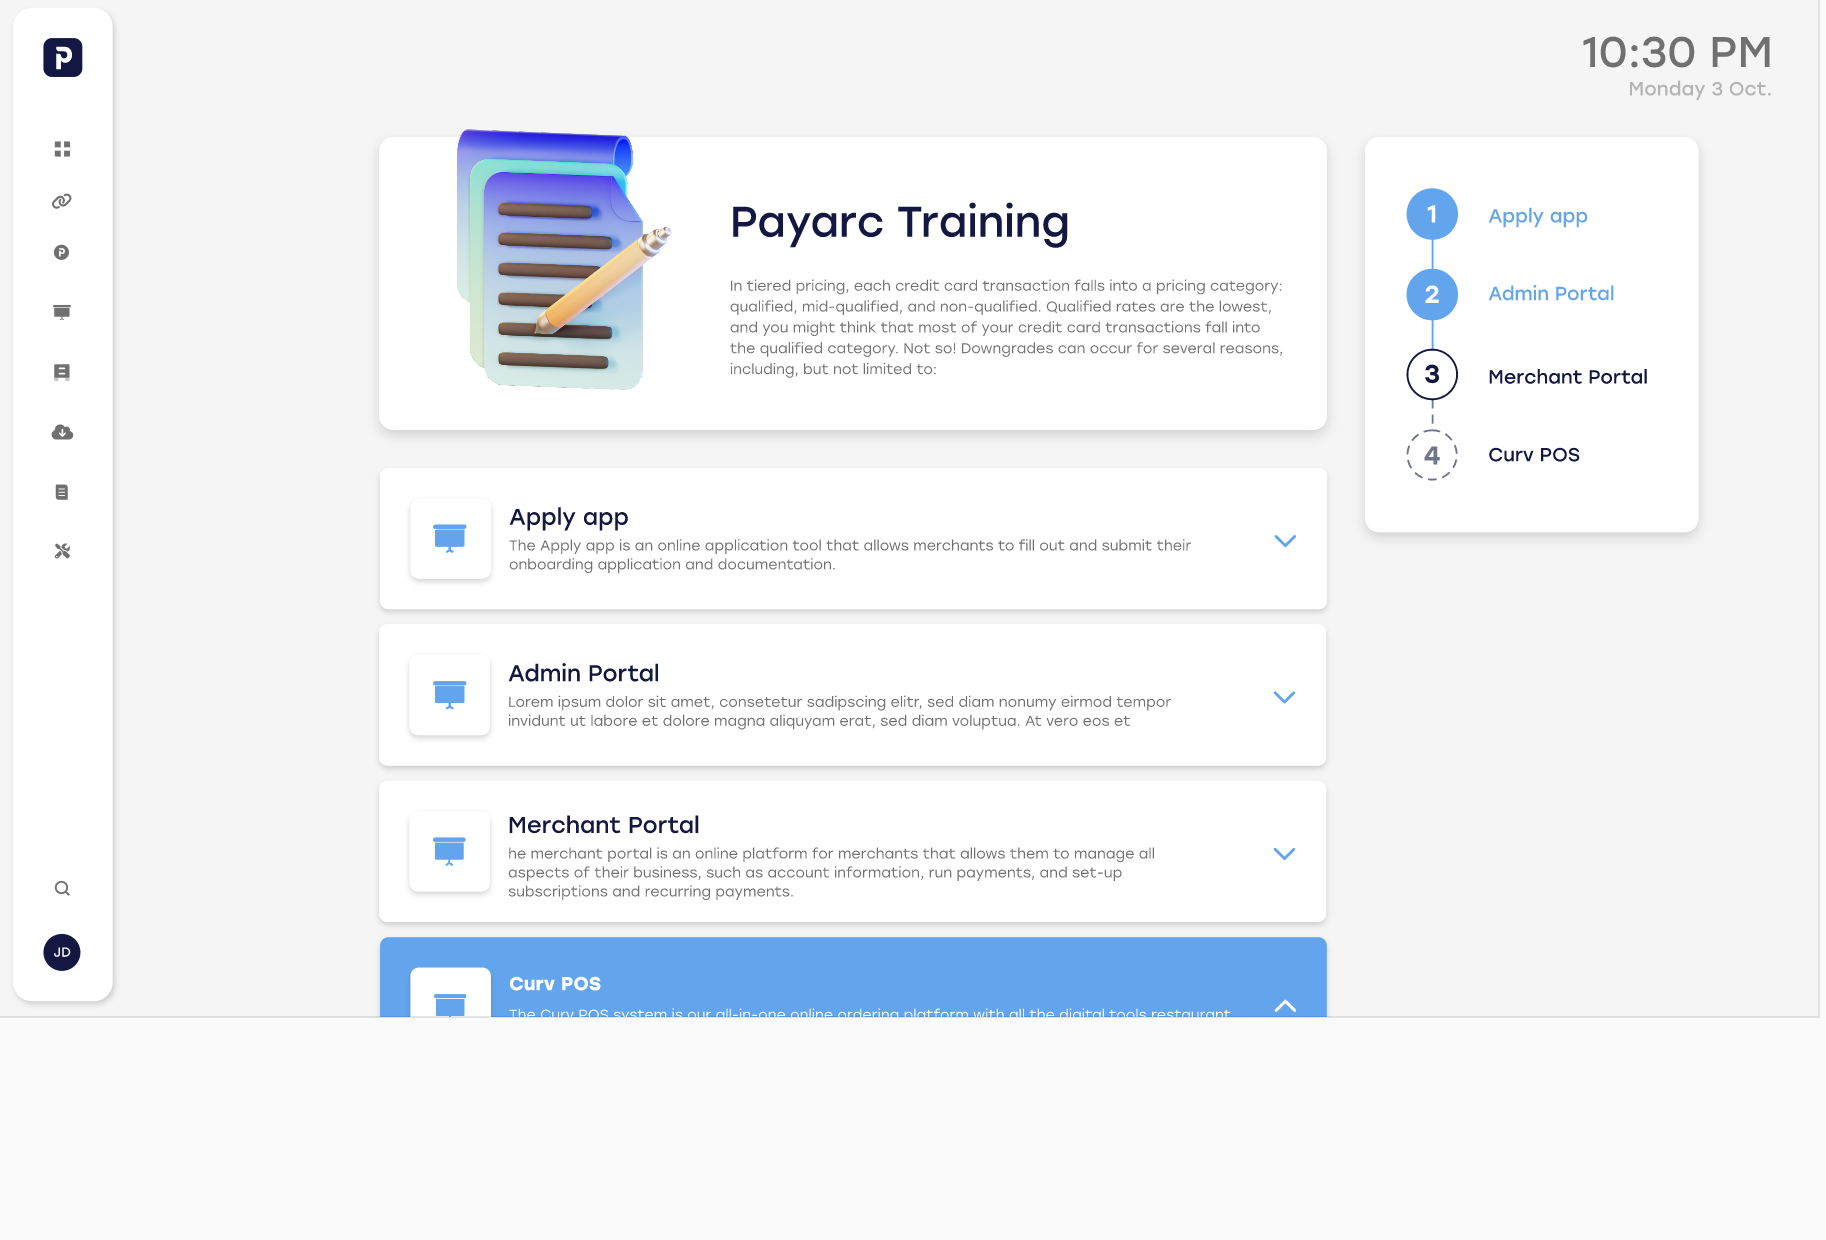 P
10:30 PM
Monday 3 Oct.
Payarc Training
In tiered pricing, each credit card transaction falls into a pricing category:
qualified, mid-qualified, and non-qualified. Qualified rates are the lowest,
and you might think that most of your credit card transactions fall into
the qualified category. Not so! Downgrades can occur for several reasons,
including, but not limited to:
1 Apply app
2 Admin Portal
3 Merchant Portal
4 Curv POS
Apply app
The Apply app is an online application tool that allows merchants to fill out and submit their
onboarding application and documentation.
Admin Portal
Lorem ipsum dolor sit amet, consetetur sadipscing elitr, sed diam nonumy eirmod tempor
invidunt ut labore et dolore magna aliquyam erat, sed diam voluptua. At vero eos et
Merchant Portal
he merchant portal is an online platform for merchants that allows them to manage all
aspects of their business, such as account information, run payments, and set-up
subscriptions and recurring payments.
Curv POS
The Curv POS system is our all-in-one online ordering platform with all the digital tools restaurant
P
JD